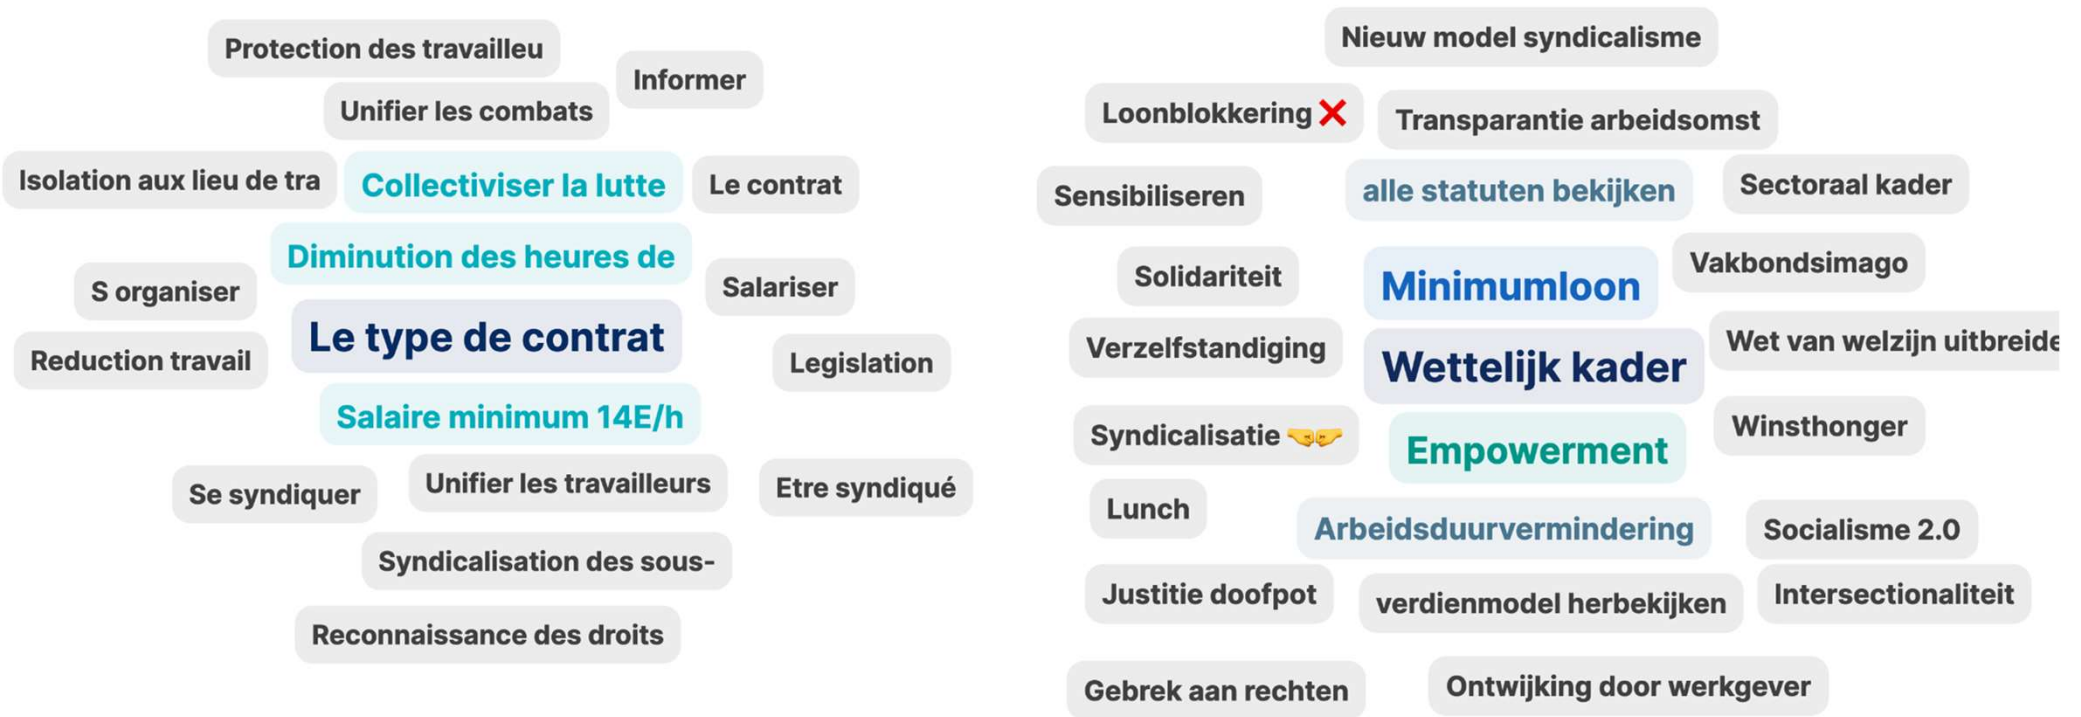 Protection des travailleu
Informer
Unifier les combats
Isolation aux lieu de tra
Collectiviser la lutte
Le contrat
Diminution des heures de
S organiser
Salariser
Le type de contrat
Reduction travail
Legislation
Salaire minimum 14E/h
Se syndiquer
Unifier les travailleurs
Etre syndiqué
Syndicalisation des sous-
Reconnaissance des droits
Nieuw model syndicalisme
Loonblokkering ❌
Transparantie arbeidsomst
Sensibiliseren
alle statuten bekijken
Sectoraal kader
Solidariteit
Minimumloon
Vakbondsimago
Verzelfstandiging
Wettelijk kader
Wet van welzijn uitbreide
Syndicalisatie 🤜🤛
Empowerment
Winsthonger
Lunch
Arbeidsduurvermindering
Socialisme 2.0
Justitie doofpot
verdienmodel herbekijken
Intersectionaliteit
Gebrek aan rechten
Ontwijking door werkgever